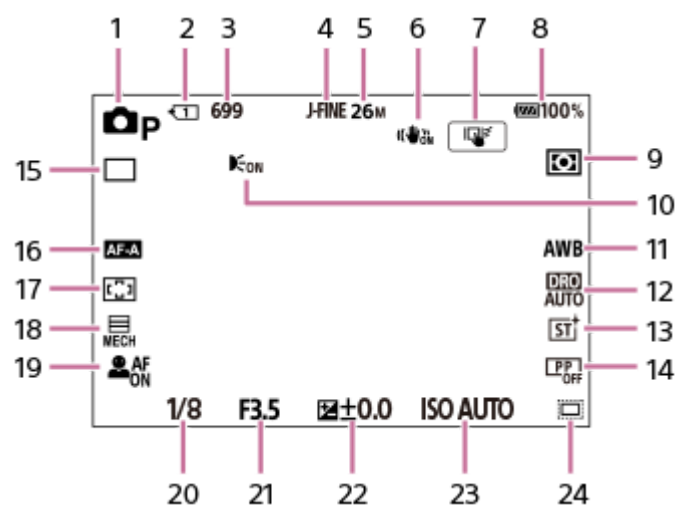 1 2 3 4 5 6 7 8
P 1 699 J-FINE 26M ON 100%
15 ON 9
10
16 AF-A AWB 11
17 DRO AUTO 12
18 MECH ST+ 13
19 AF ON PP OFF 14
1/8 F3.5 ±0.0 ISO AUTO
20 21 22 23 24